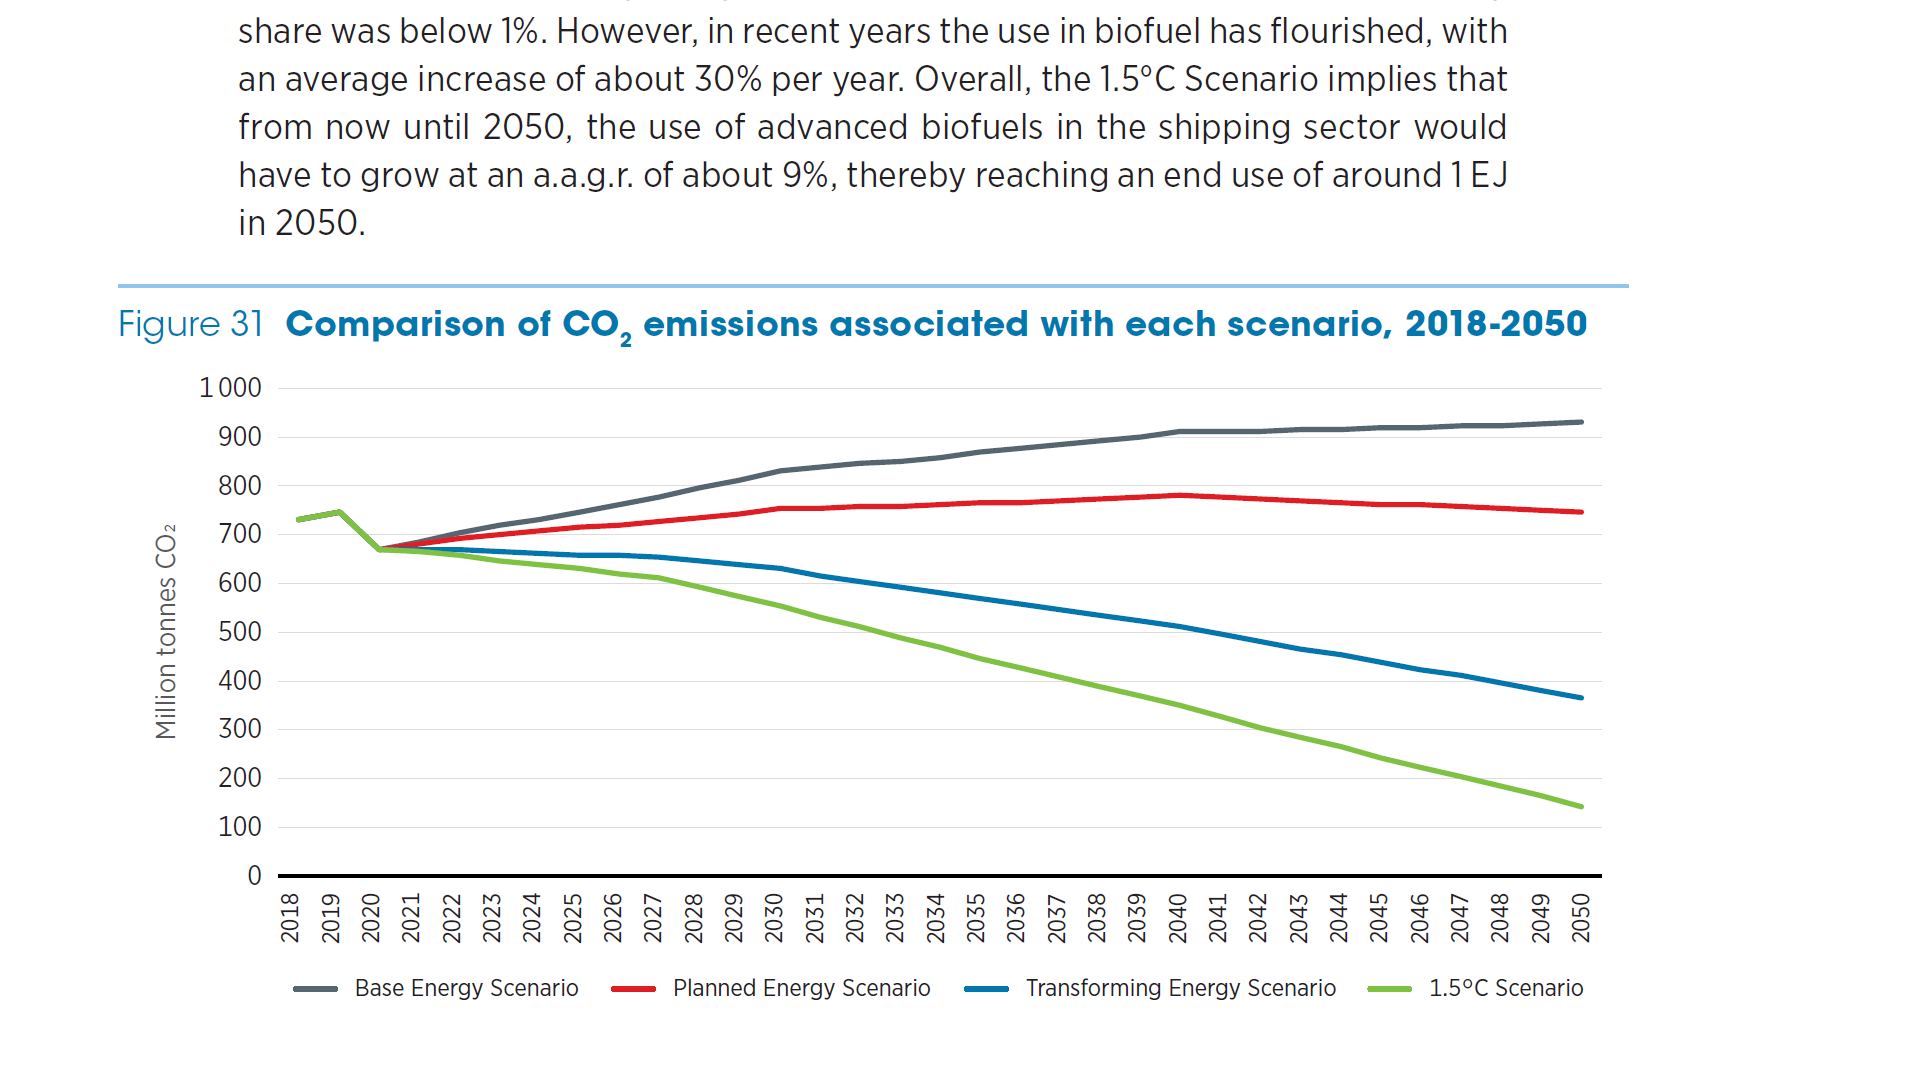 share was below 1%. However, in recent years the use in biofuel has flourished, with
an average increase of about 30% per year. Overall, the 1.5°C Scenario implies that
from now until 2050, the use of advanced biofuels in the shipping sector would
have to grow at an a.a.g.r. of about 9%, thereby reaching an end use of around 1 EJ
in 2050.
Figure 31 Comparison of CO₂ emissions associated with each scenario, 2018-2050
Million tonnes CO₂
1 000
900
800
700
600
500
400
300
200
100
0
2018 2019 2020 2021 2022 2023 2024 2025 2026 2027 2028 2029 2030 2031 2032 2033 2034 2035 2036 2037 2038 2039 2040 2041 2042 2043 2044 2045 2046 2047 2048 2049 2050
Base Energy Scenario Planned Energy Scenario Transforming Energy Scenario 1.5°C Scenario